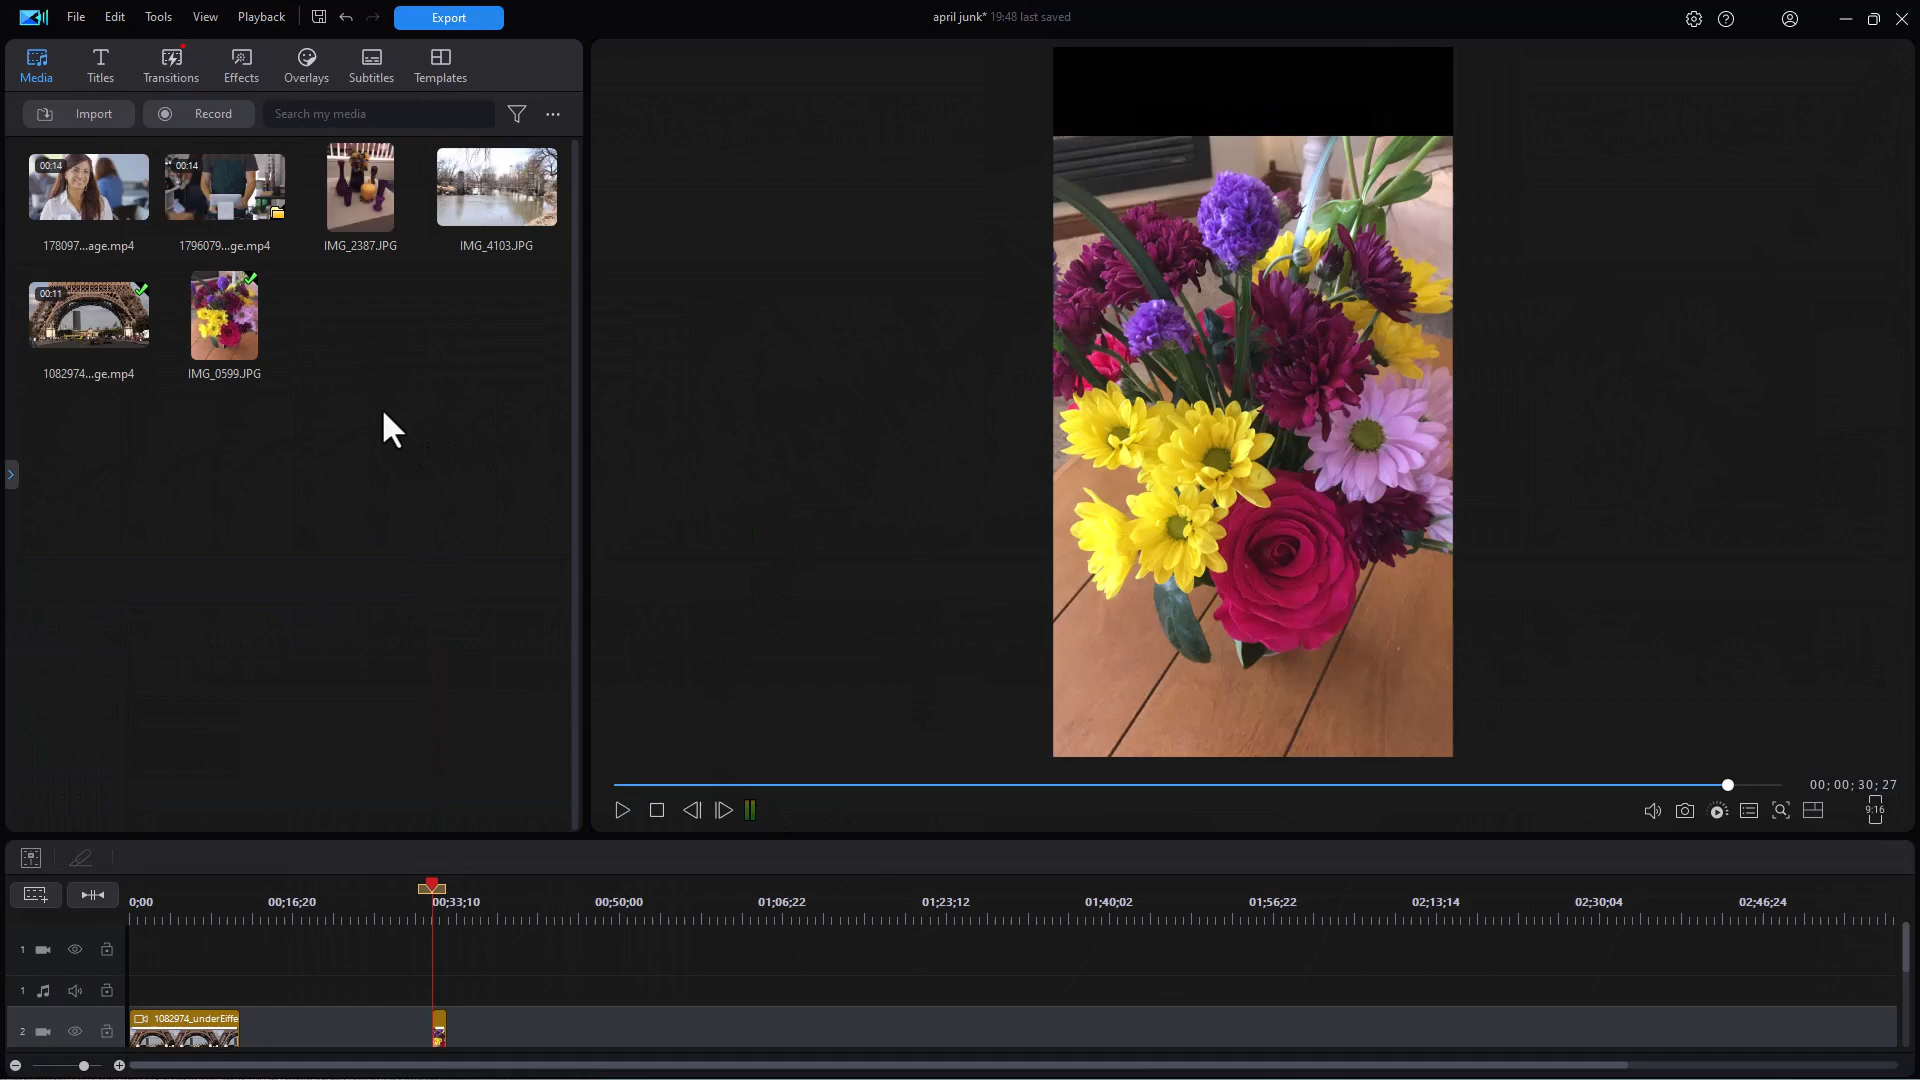 File Edit Tools View Playback Export april junk* 19:48 last saved
Media Titles Transitions Effects Overlays Subtitles Templates
Import Record Search my media
00:14 00:14
178097...age.mp4 1796079...ge.mp4 IMG_2387.JPG IMG_4103.JPG
00:11
1082974...ge.mp4 IMG_0599.JPG
00; 00; 30; 27
9:16
0;00 00;16;20 00;33;10 00;50;00 01;06;22 01;23;12 01;40;02 01;56;22 02;13;14 02;30;04 02;46;24
1
1
2 1082974_underEiffe